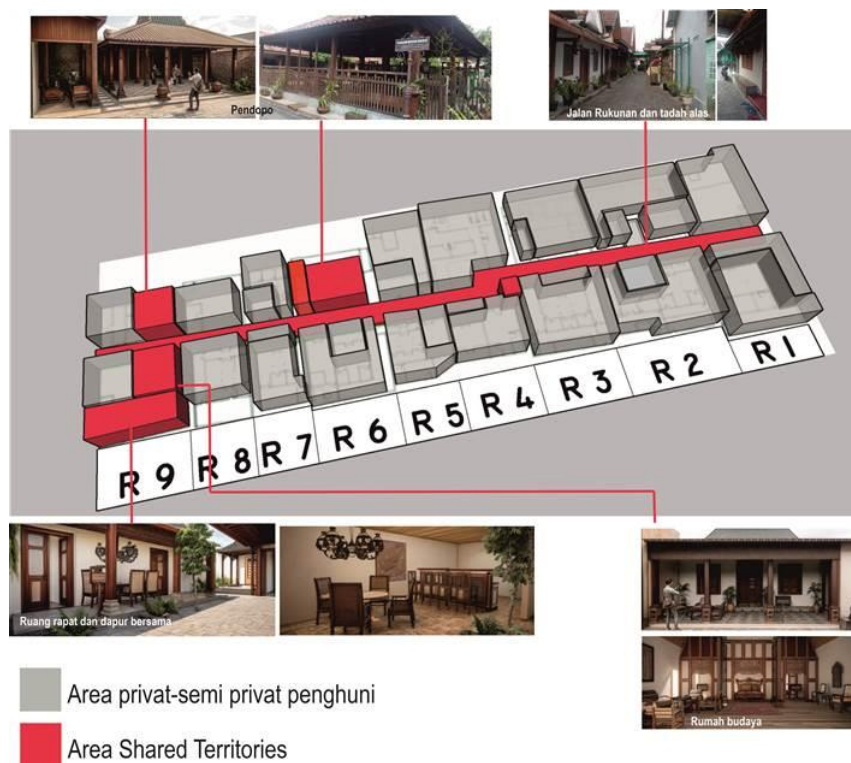 Pendopo
Jalan Rukunan dan tadah alas
R 9
R 8
R 7
R 6
R 5
R 4
R 3
R 2
R 1
Ruang rapat dan dapur bersama
Rumah budaya
Area privat-semi privat penghuni
Area Shared Territories